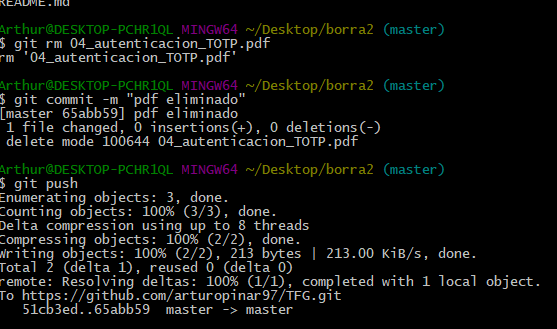 README.md
Arthur@DESKTOP-PCHR1QL MINGW64 ~/Desktop/borra2 (master)
$ git rm 04_autenticacion_TOTP.pdf
rm '04_autenticacion_TOTP.pdf'
Arthur@DESKTOP-PCHR1QL MINGW64 ~/Desktop/borra2 (master)
$ git commit -m "pdf eliminado"
[master 65abb59] pdf eliminado
1 file changed, 0 insertions(+), 0 deletions(-)
delete mode 100644 04_autenticacion_TOTP.pdf
Arthur@DESKTOP-PCHR1QL MINGW64 ~/Desktop/borra2 (master)
$ git push
Enumerating objects: 3, done.
Counting objects: 100% (3/3), done.
Delta compression using up to 8 threads
Compressing objects: 100% (2/2), done.
Writing objects: 100% (2/2), 213 bytes | 213.00 KiB/s, done.
Total 2 (delta 1), reused 0 (delta 0)
remote: Resolving deltas: 100% (1/1), completed with 1 local object.
To https://github.com/arturopinar97/TFG.git
51cb3ed..65abb59  master -> master